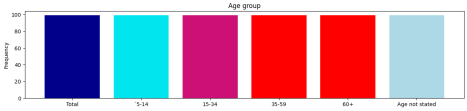 Age group
Frequency
100
80
60
40
20
0
Total
`5-14
15-34
35-59
60+
Age not stated